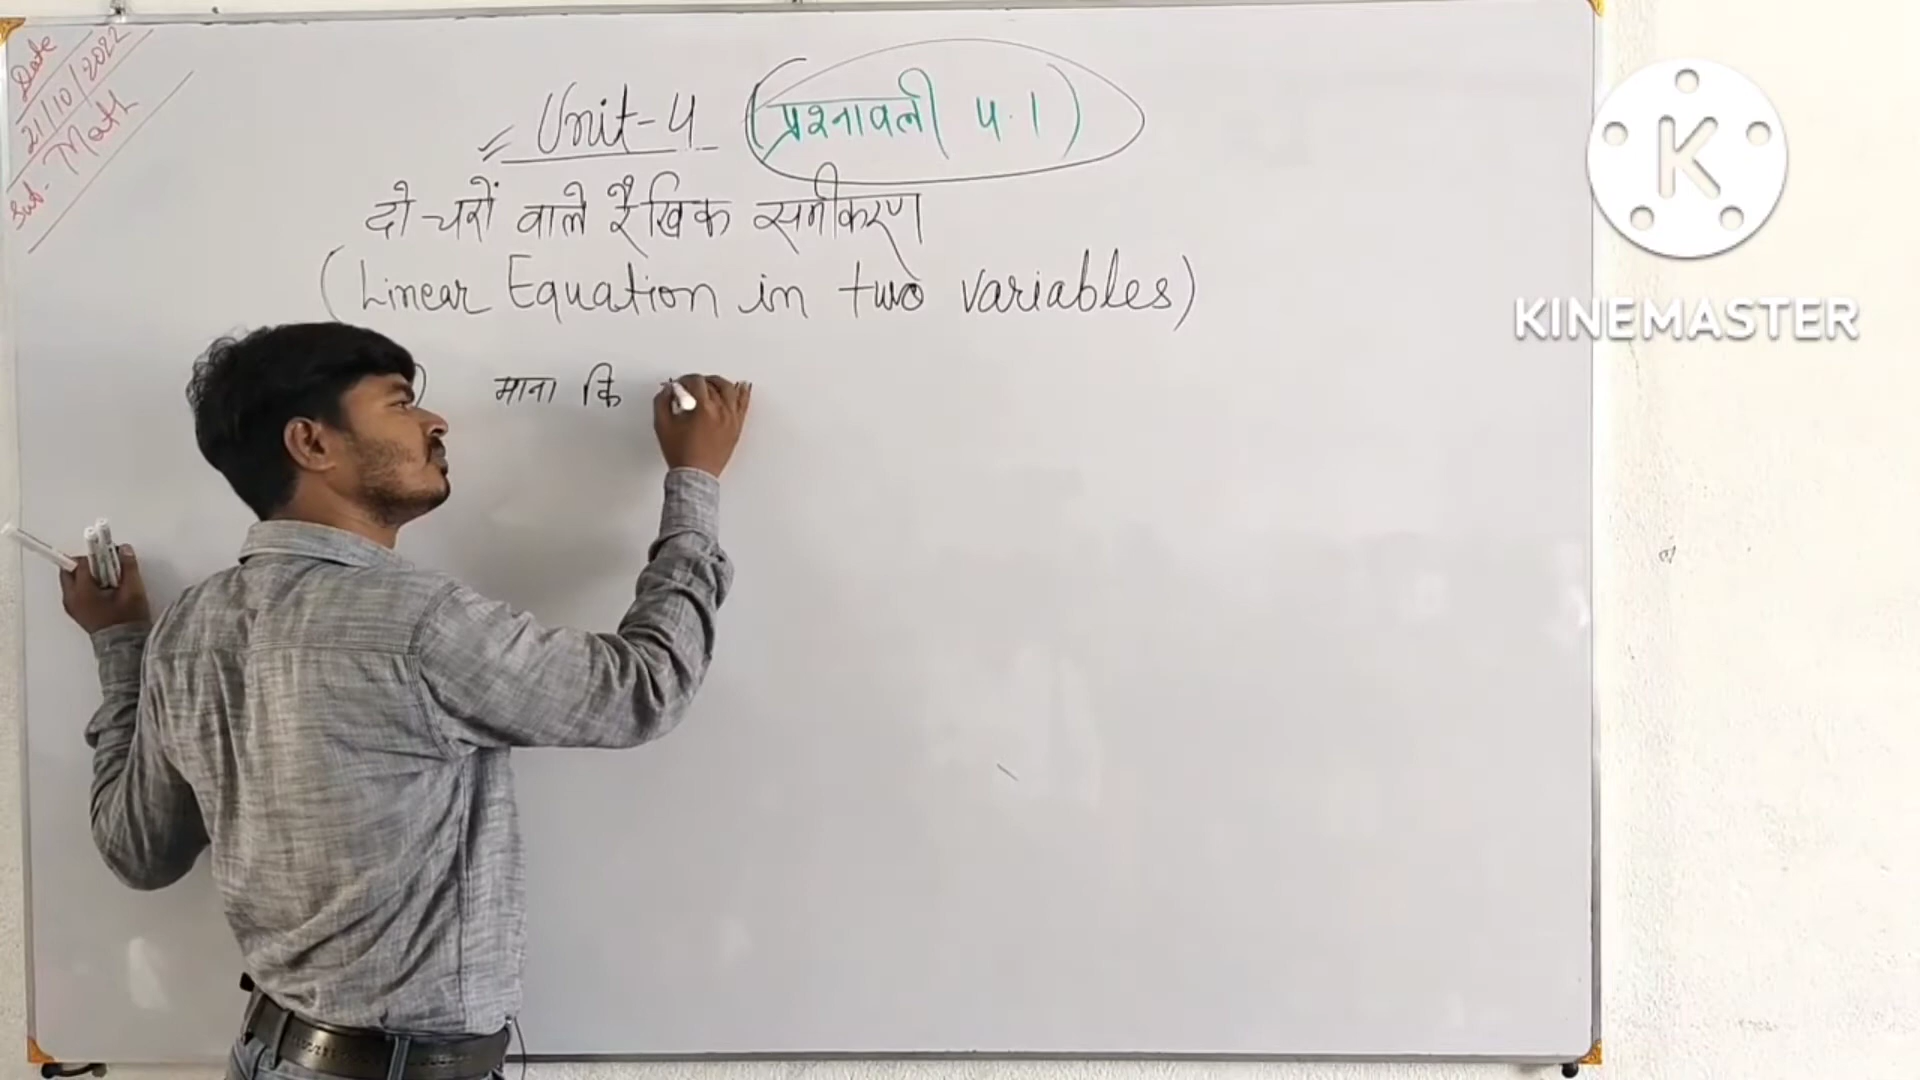 Date
21/10/2022
Sub- Math
Unit-4 (प्रश्नावली 4.1)
दो चरों वाले रैखिक समीकरण
(Linear Equation in two variables)
) माना कि
K
KINEMASTER